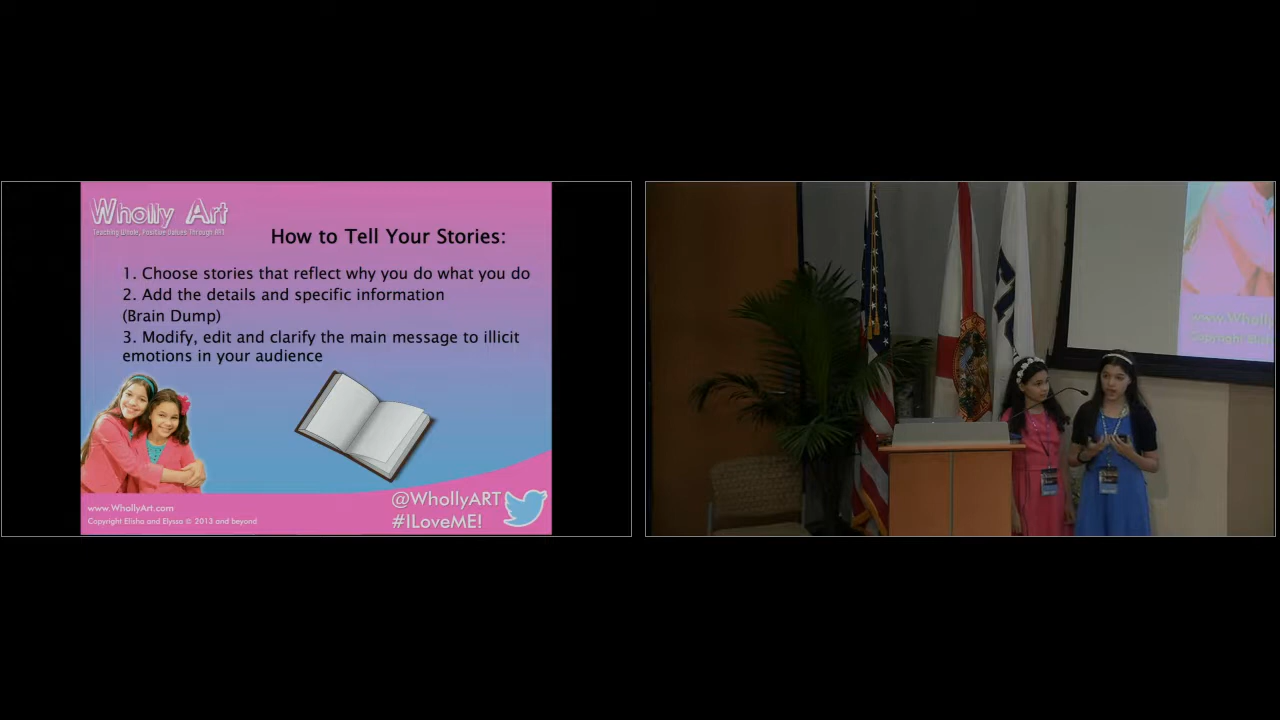 Wholly Art
Teaching Whole, Positive Values Through ART
How to Tell Your Stories:
1. Choose stories that reflect why you do what you do
2. Add the details and specific information
(Brain Dump)
3. Modify, edit and clarify the main message to illicit
emotions in your audience
www.WhollyArt.com
Copyright Elisha and Elyssa © 2013 and beyond
@WhollyART
#ILoveME!
www.Wholly
Copyright